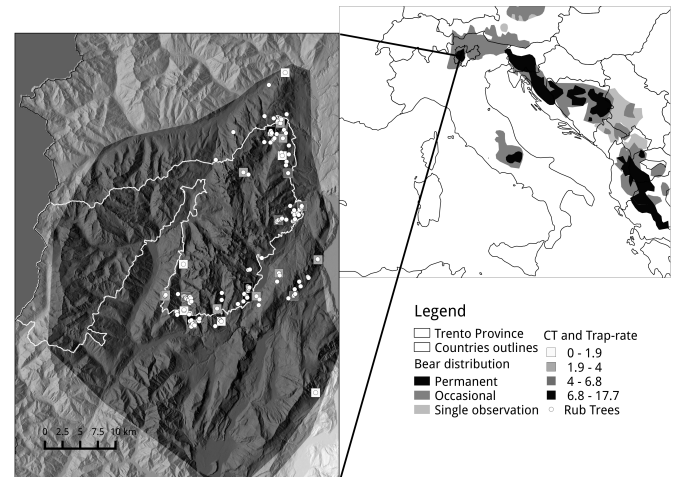 0 2.5 5 7.5 10 km
Legend
Trento Province
Countries outlines
Bear distribution
Permanent
Occasional
Single observation
CT and Trap-rate
0 - 1.9
1.9 - 4
4 - 6.8
6.8 - 17.7
Rub Trees